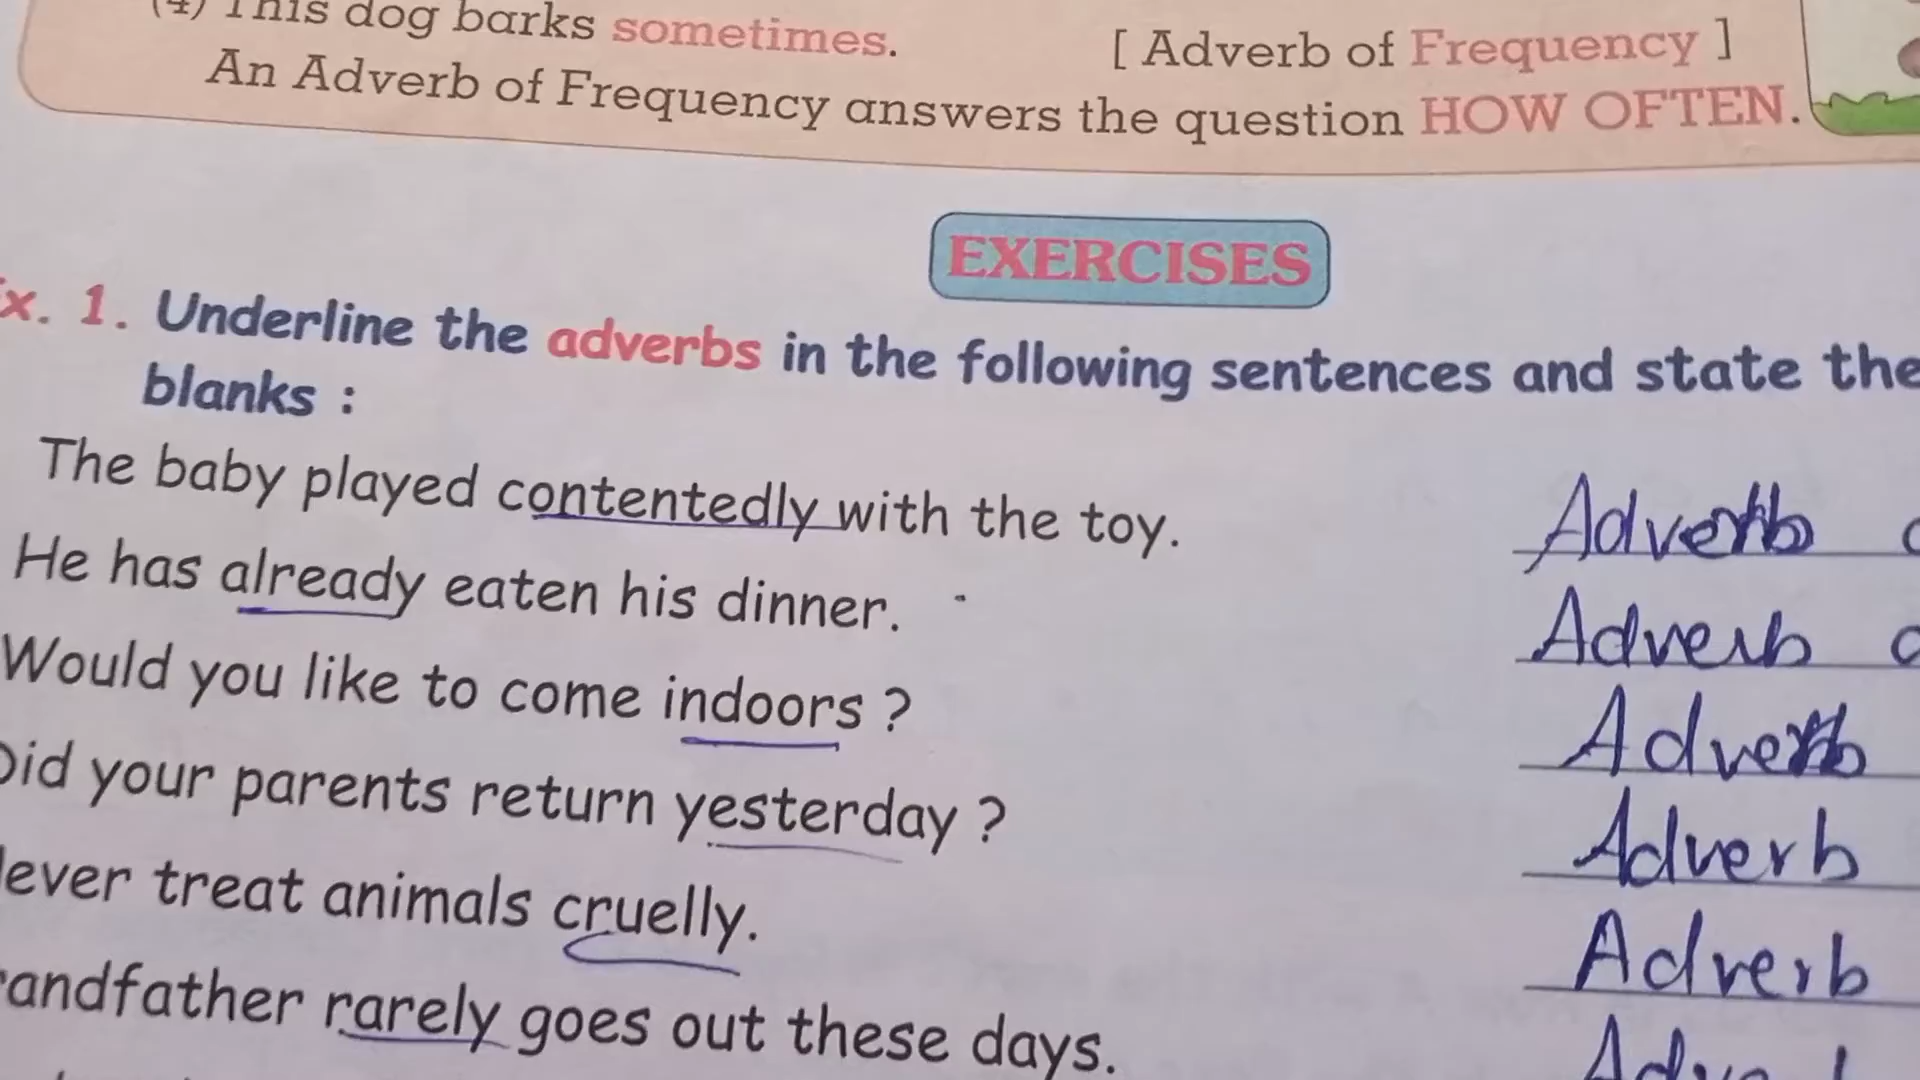 (4) This dog barks sometimes. [ Adverb of Frequency ]
An Adverb of Frequency answers the question HOW OFTEN.
EXERCISES
x. 1. Underline the adverbs in the following sentences and state the
blanks :
The baby played contentedly with the toy. Adverb
He has already eaten his dinner. Adverb
Would you like to come indoors ? Adverb
Did your parents return yesterday ? Adverb
ever treat animals cruelly. Adverb
andfather rarely goes out these days.